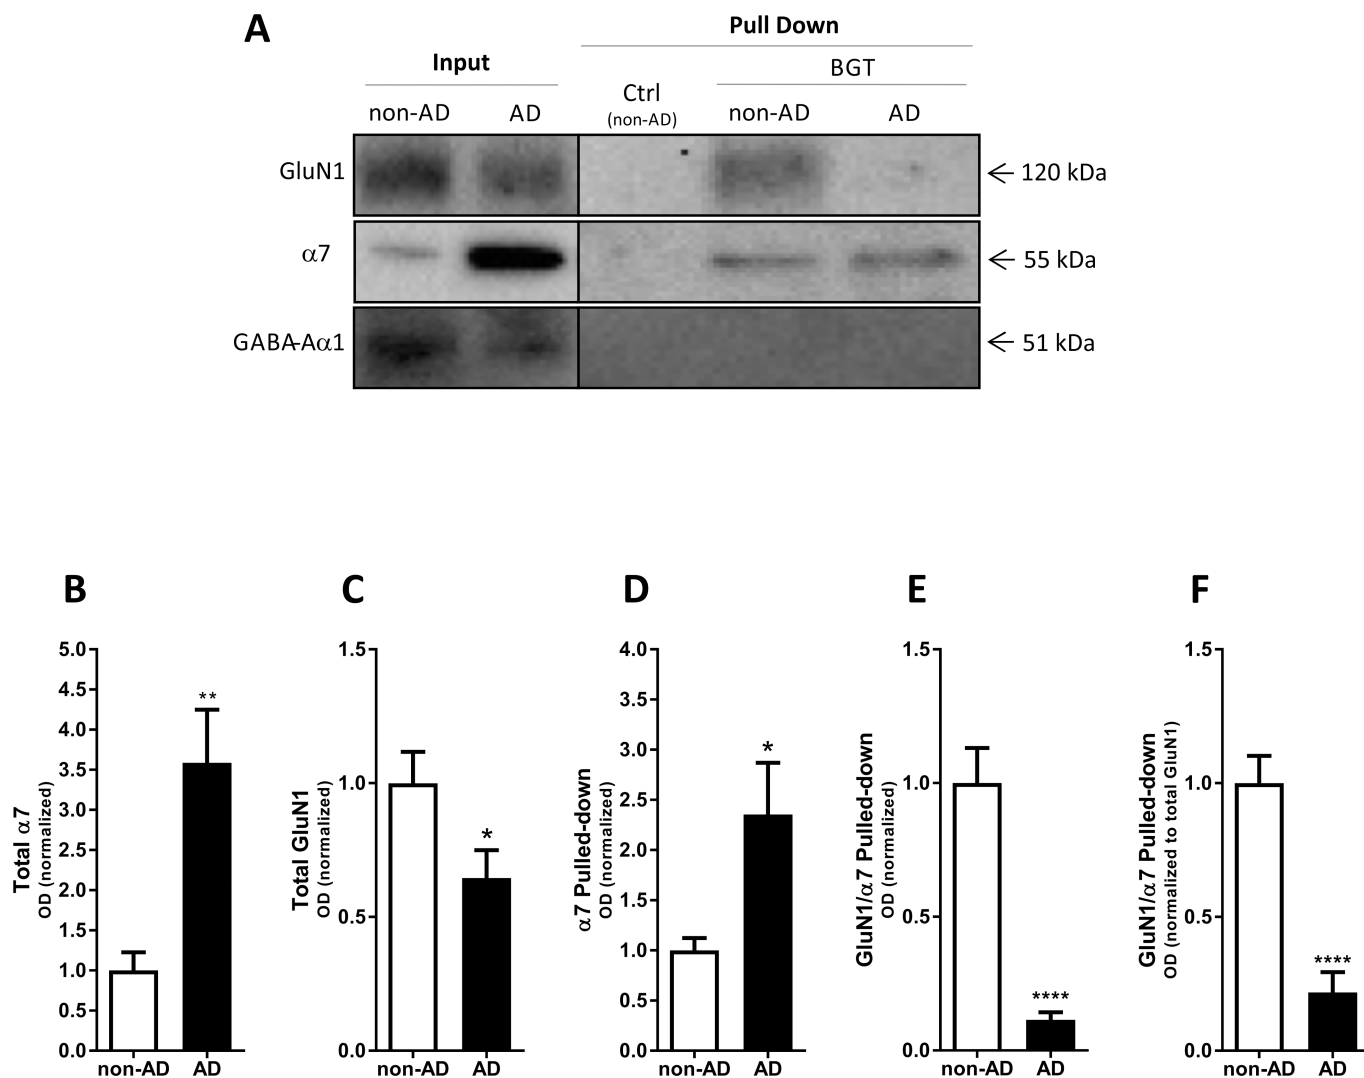 A
Pull Down
Input
BGT
Ctrl
(non-AD)
non-AD AD
non-AD AD
GluN1
120 kDa
α7
55 kDa
GABA-Aα1
51 kDa
B
C
D
E
F
Total α7
OD (normalized)
5.0
4.5
4.0
3.5
3.0
2.5
2.0
1.5
1.0
0.5
0.0
**
non-AD AD
Total GluN1
OD (normalized)
1.5
1.0
0.5
0.0
*
non-AD AD
α7 Pulled-down
OD (normalized)
4.0
3.5
3.0
2.5
2.0
1.5
1.0
0.5
0.0
*
non-AD AD
GluN1/α7 Pulled-down
OD (normalized)
1.5
1.0
0.5
0.0
****
non-AD AD
GluN1/α7 Pulled-down
OD (normalized to total GluN1)
1.5
1.0
0.5
0.0
****
non-AD AD